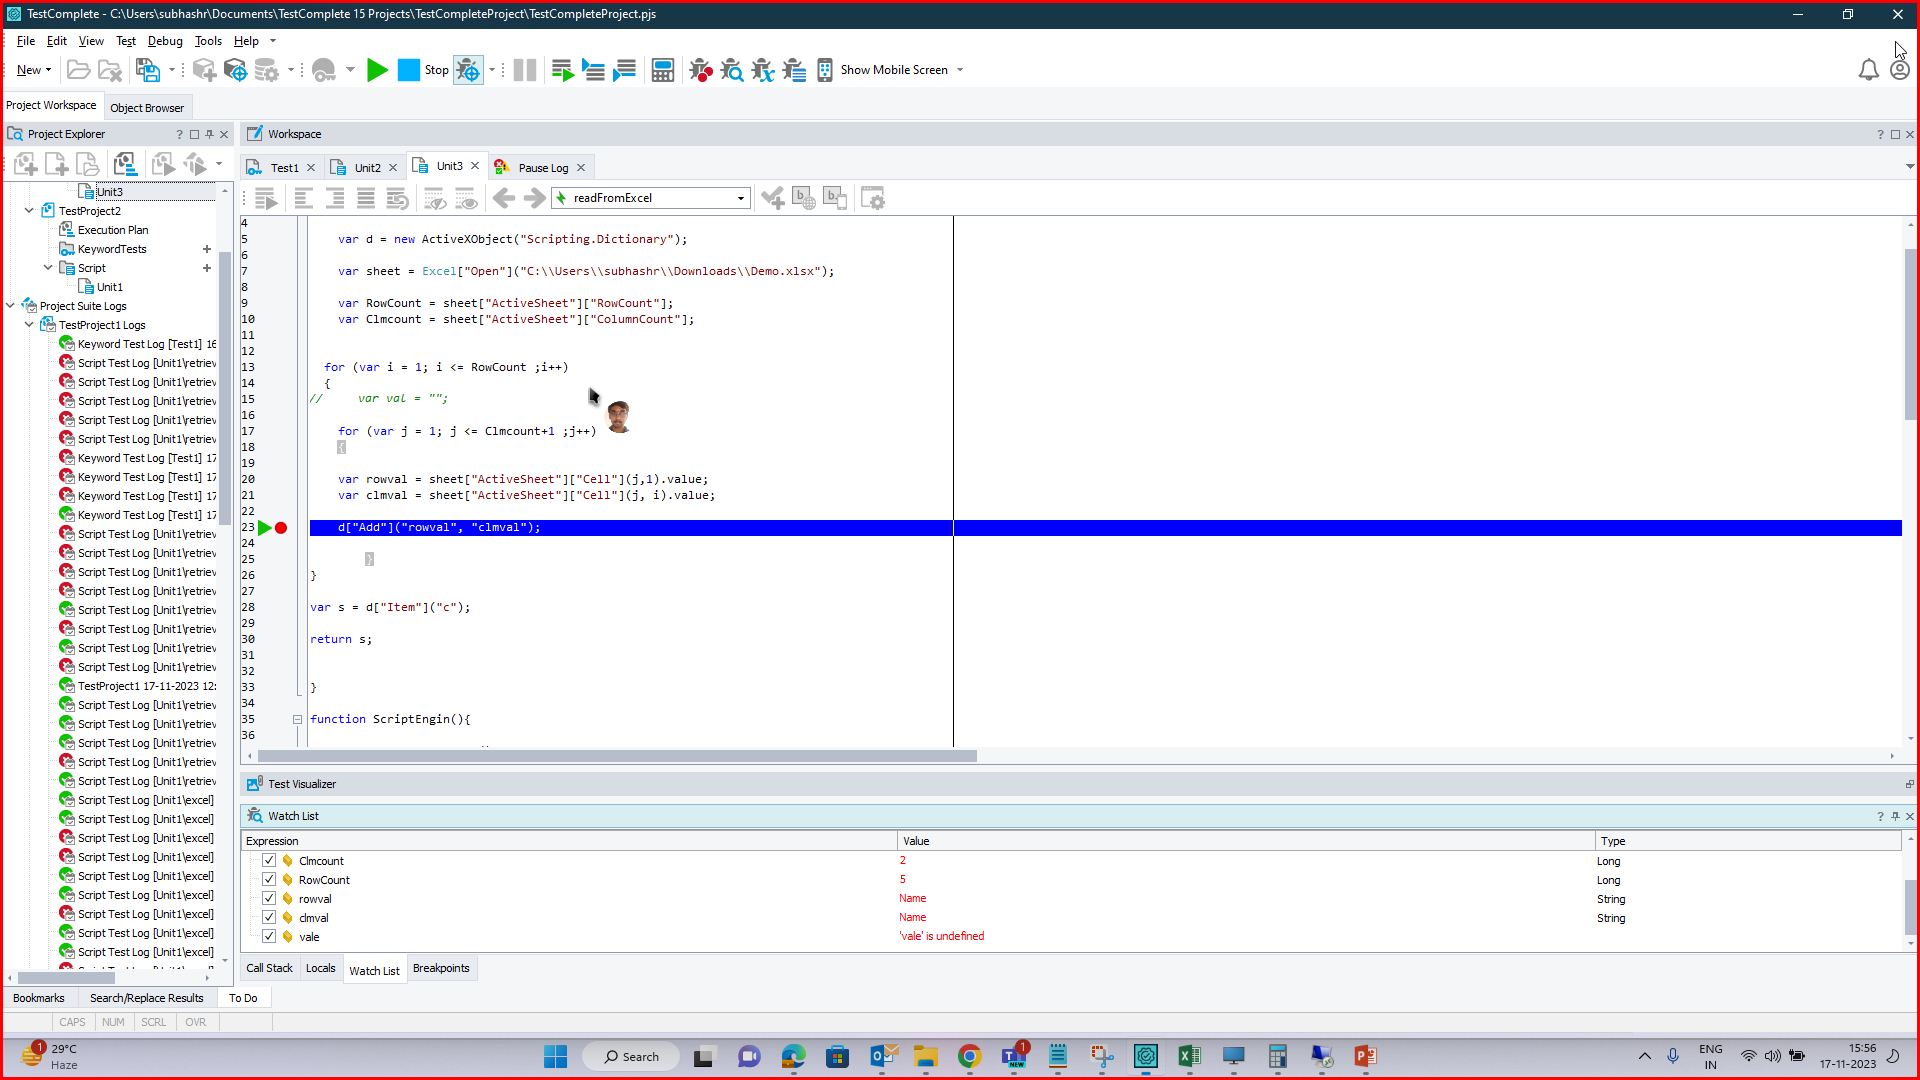 TestComplete - C:\Users\subhashr\Documents\TestComplete 15 Projects\TestCompleteProject\TestCompleteProject.pjs
File Edit View Test Debug Tools Help
New Stop Show Mobile Screen
Project Workspace Object Browser
Project Explorer ?
Unit3
TestProject2
Execution Plan
KeywordTests +
Script +
Unit1
Project Suite Logs
TestProject1 Logs
Keyword Test Log [Test1] 16
Script Test Log [Unit1\retriev
Script Test Log [Unit1\retriev
Script Test Log [Unit1\retriev
Script Test Log [Unit1\retriev
Script Test Log [Unit1\retriev
Keyword Test Log [Test1] 17
Keyword Test Log [Test1] 17
Keyword Test Log [Test1] 17
Keyword Test Log [Test1] 17
Script Test Log [Unit1\retriev
Script Test Log [Unit1\retriev
Script Test Log [Unit1\retriev
Script Test Log [Unit1\retriev
Script Test Log [Unit1\retriev
Script Test Log [Unit1\retriev
Script Test Log [Unit1\retriev
Script Test Log [Unit1\retriev
TestProject1 17-11-2023 12:
Script Test Log [Unit1\retriev
Script Test Log [Unit1\retriev
Script Test Log [Unit1\retriev
Script Test Log [Unit1\retriev
Script Test Log [Unit1\retriev
Script Test Log [Unit1\excel]
Script Test Log [Unit1\excel]
Script Test Log [Unit1\excel]
Script Test Log [Unit1\excel]
Script Test Log [Unit1\excel]
Script Test Log [Unit1\excel]
Script Test Log [Unit1\excel]
Script Test Log [Unit1\excel]
Script Test Log [Unit1\excel]
Workspace ?
Test1 Unit2 Unit3 Pause Log
readFromExcel
4
5 var d = new ActiveXObject("Scripting.Dictionary");
6
7 var sheet = Excel["Open"]("C:\\Users\\subhashr\\Downloads\\Demo.xlsx");
8
9 var RowCount = sheet["ActiveSheet"]["RowCount"];
10 var Clmcount = sheet["ActiveSheet"]["ColumnCount"];
11
12
13 for (var i = 1; i <= RowCount ;i++)
14 {
15 // var val = "";
16
17 for (var j = 1; j <= Clmcount+1 ;j++)
18 {
19
20 var rowval = sheet["ActiveSheet"]["Cell"](j,1).value;
21 var clmval = sheet["ActiveSheet"]["Cell"](j, i).value;
22
23 d["Add"]("rowval", "clmval");
24
25 }
26 }
27
28 var s = d["Item"]("c");
29
30 return s;
31
32
33 }
34
35 function ScriptEngin(){
36
Test Visualizer
Watch List ?
Expression Value Type
Clmcount 2 Long
RowCount 5 Long
rowval Name String
clmval Name String
vale 'vale' is undefined
Call Stack Locals Watch List Breakpoints
Bookmarks Search/Replace Results To Do
CAPS NUM SCRL OVR
1 29°C
Haze
Search
1
NEW
ENG
IN
15:56
17-11-2023